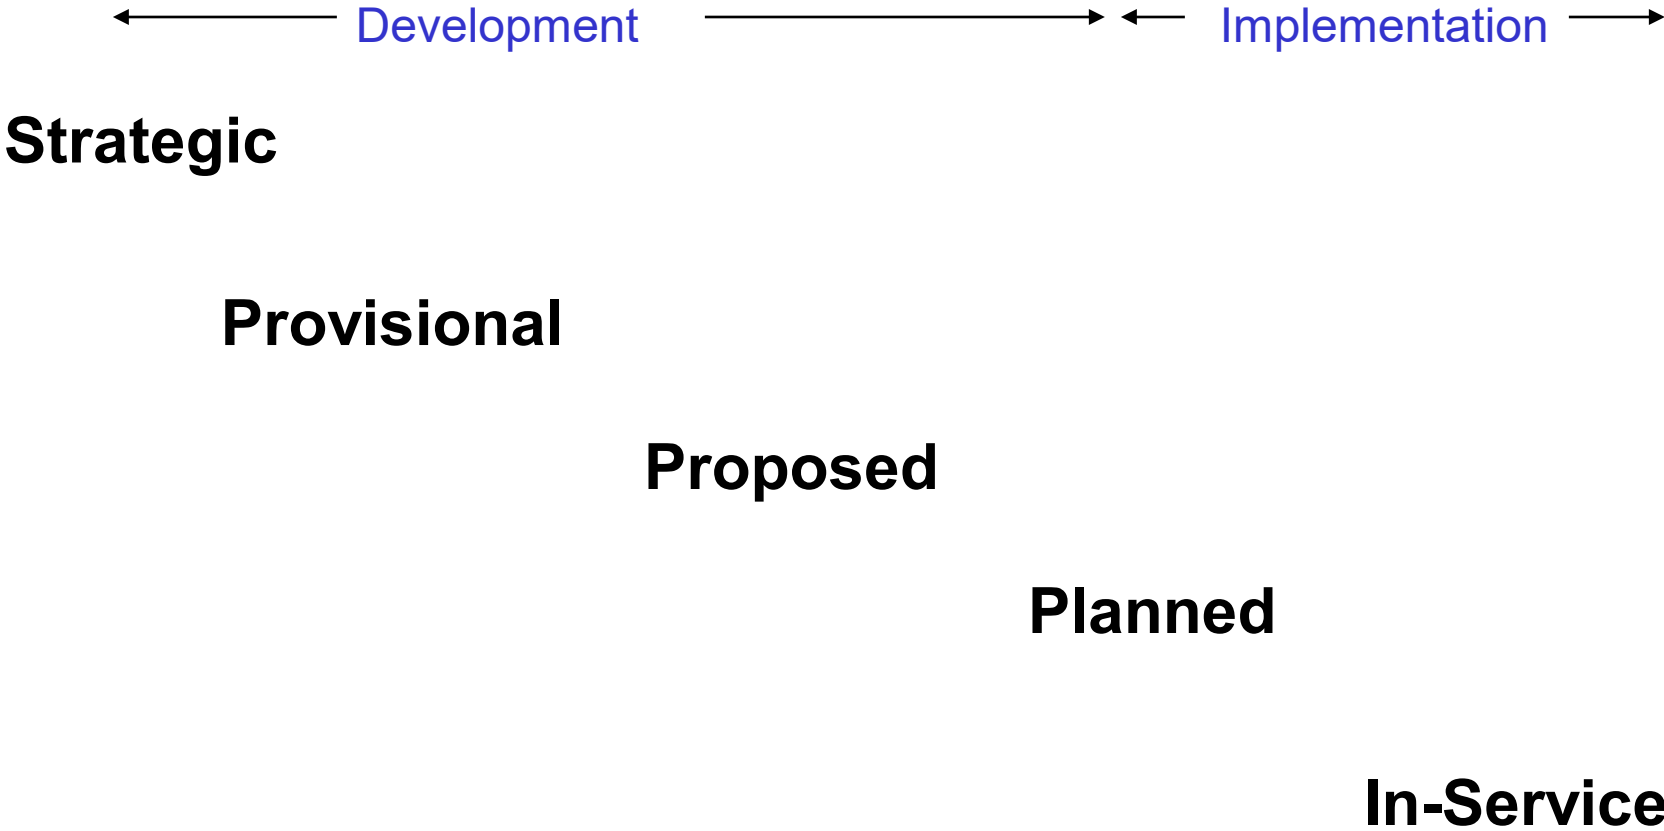 Development Implementation
Strategic
Provisional
Proposed
Planned
In-Service